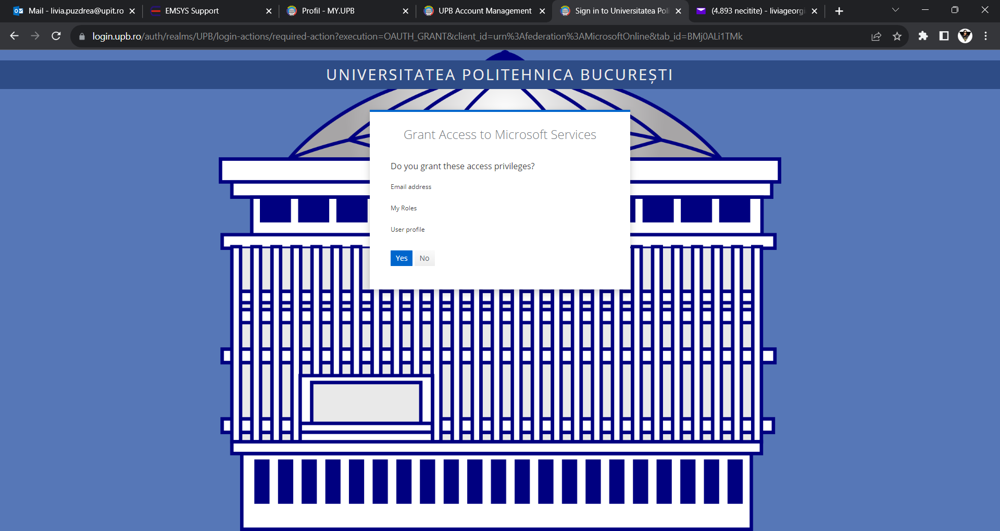 Mail - livia.puzdrea@upit.ro
EMSYS Support
Profil - MY.UPB
UPB Account Management
Sign in to Universitatea Poli
(4.893 necitite) - liviageorgi
login.upb.ro/auth/realms/UPB/login-actions/required-action?execution=OAUTH_GRANT&client_id=urn%3Afederation%3AMicrosoftOnline&tab_id=BMj0ALi1TMk
UNIVERSITATEA POLITEHNICA BUCUREȘTI
Grant Access to Microsoft Services
Do you grant these access privileges?
Email address
My Roles
User profile
Yes No